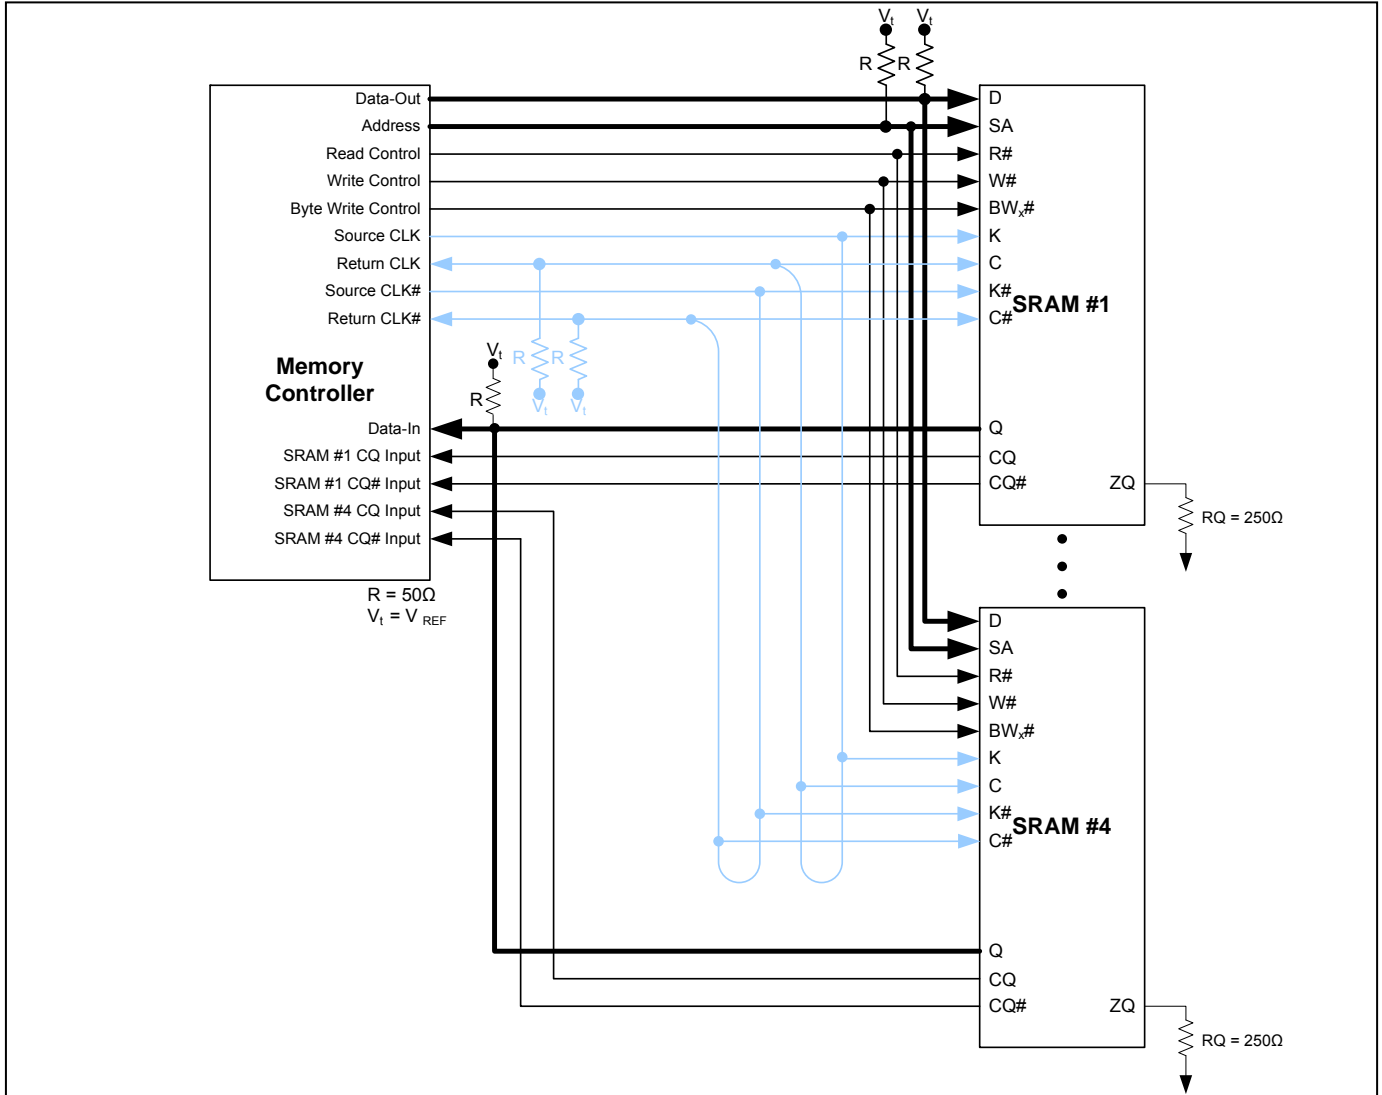 Vt Vt
R R
Data-Out
Address
Read Control
Write Control
Byte Write Control
Source CLK
Return CLK
Source CLK#
Return CLK#
Memory
Controller
Data-In
SRAM #1 CQ Input
SRAM #1 CQ# Input
SRAM #4 CQ Input
SRAM #4 CQ# Input
R = 50Ω
Vt = V REF
Vt
R
R R
Vt Vt
D
SA
R#
W#
BWx#
K
C
K#
SRAM #1
C#
Q
CQ
CQ# ZQ
RQ = 250Ω
D
SA
R#
W#
BWx#
K
C
K#
SRAM #4
C#
Q
CQ
CQ# ZQ
RQ = 250Ω